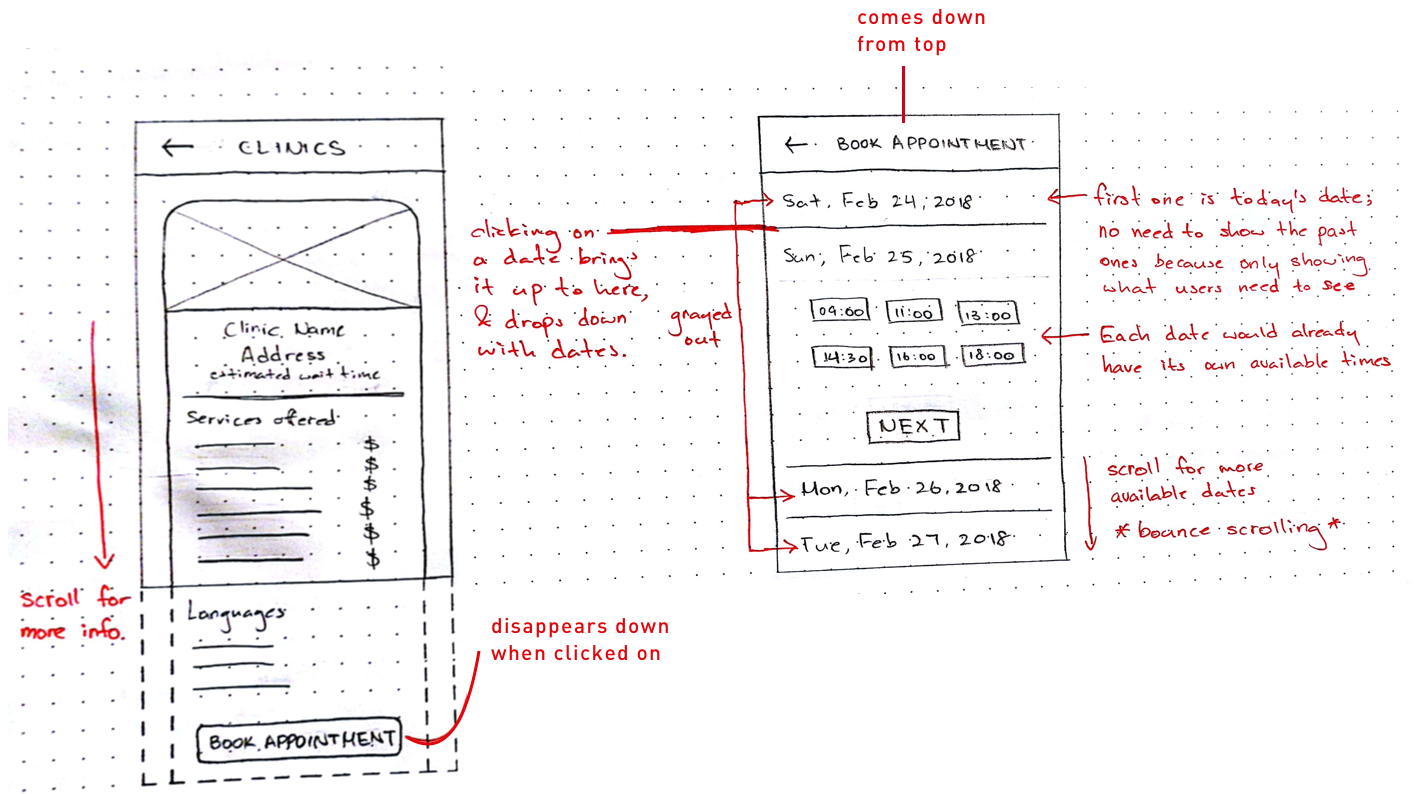 comes down
from top
← CLINICS
Clinic Name
Address
estimated wait time
Services offered
$
$
$
$
$
$
scroll for
more info.
Languages
BOOK APPOINTMENT
disappears down
when clicked on
clicking on
a date brings
it up to here,
& drops down
with dates.
grayed
out
← BOOK APPOINTMENT
Sat, Feb 24, 2018
Sun, Feb 25, 2018
09:00 11:00 13:00
14:30 16:00 18:00
NEXT
Mon, Feb 26, 2018
Tue, Feb 27, 2018
first one is today's date;
no need to show the past
ones because only showing
what users need to see
Each date would already
have its own available times
scroll for more
available dates
*bounce scrolling*